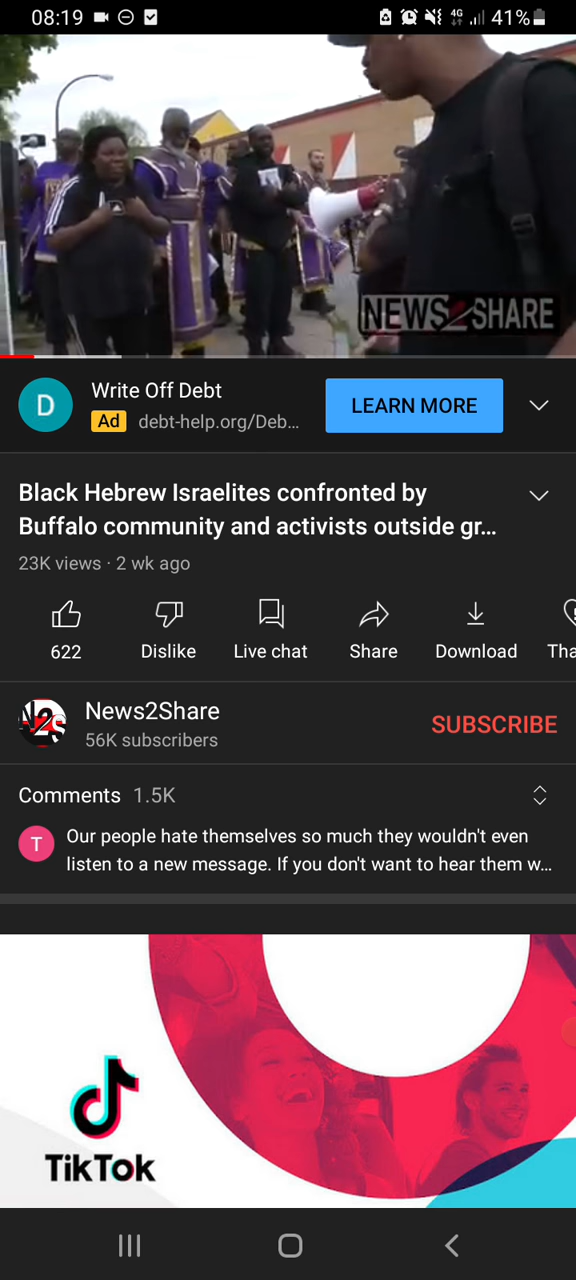 08:19 4G 41%
NEWS2SHARE
D
Write Off Debt
Ad debt-help.org/Deb...
LEARN MORE
Black Hebrew Israelites confronted by
Buffalo community and activists outside gr...
23K views · 2 wk ago
622 Dislike Live chat Share Download Tha
N2S
News2Share
56K subscribers
SUBSCRIBE
Comments 1.5K
T
Our people hate themselves so much they wouldn't even
listen to a new message. If you don't want to hear them w...
TikTok